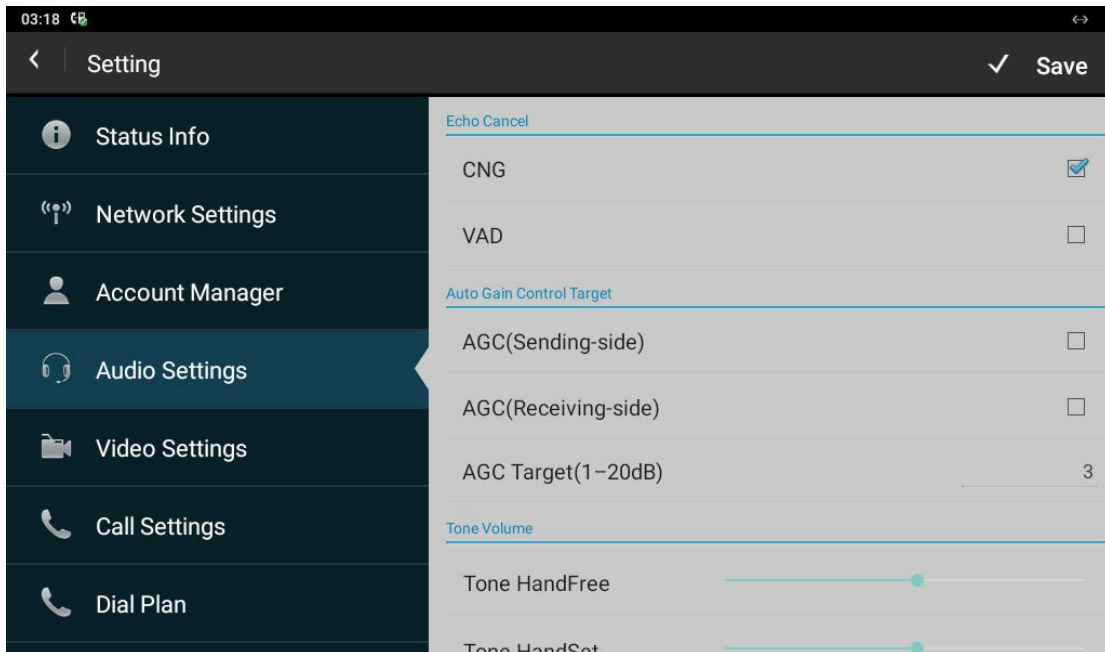 03:18
Setting
Save
Status Info
Network Settings
Account Manager
Audio Settings
Video Settings
Call Settings
Dial Plan
Echo Cancel
CNG
VAD
Auto Gain Control Target
AGC(Sending-side)
AGC(Receiving-side)
AGC Target(1–20dB) 3
Tone Volume
Tone HandFree
Tone HandSet